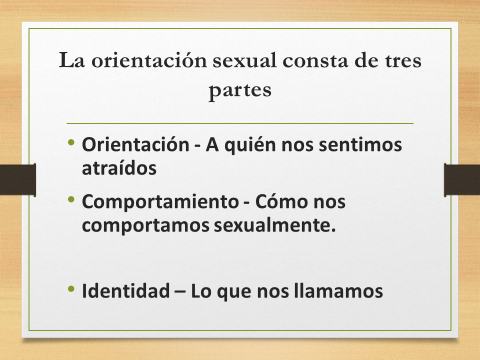 La orientación sexual consta de tres
partes
• Orientación - A quién nos sentimos
atraídos
• Comportamiento - Cómo nos
comportamos sexualmente.
• Identidad – Lo que nos llamamos